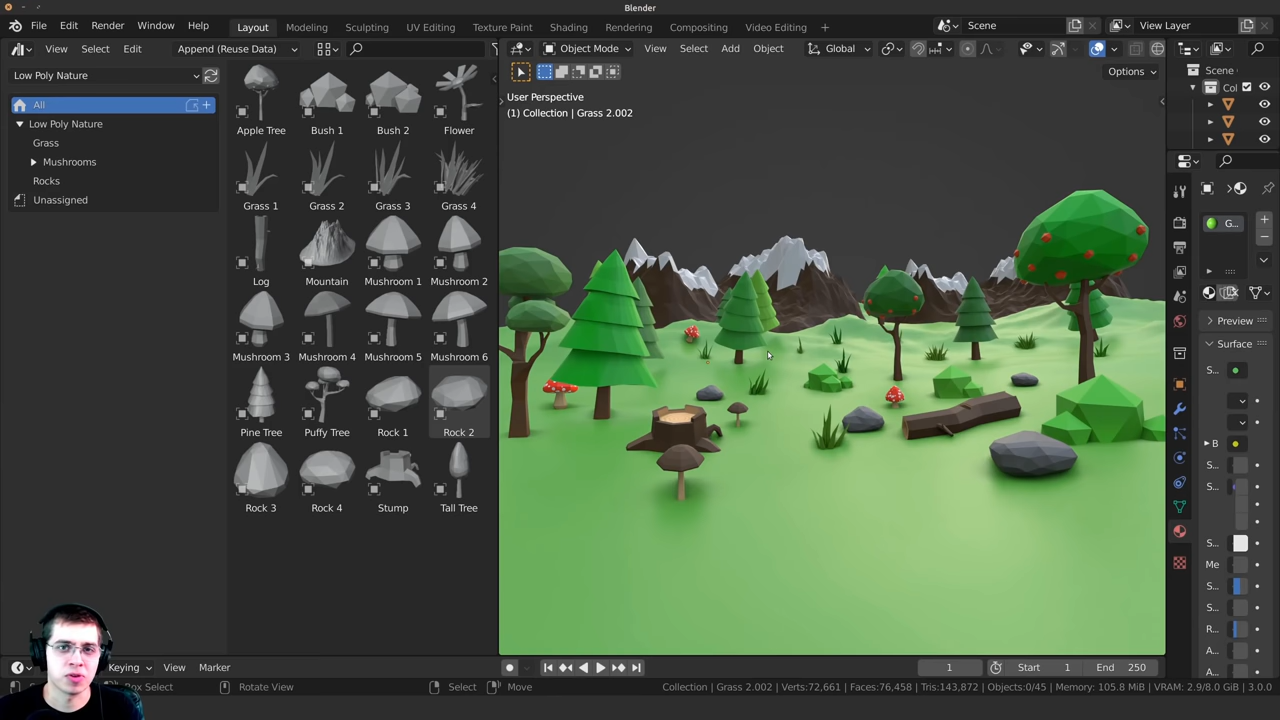 Blender
File Edit Render Window Help
Layout Modeling Sculpting UV Editing Texture Paint Shading Rendering Compositing Video Editing +
Scene View Layer
View Select Edit Append (Reuse Data)
Object Mode View Select Add Object Global
Low Poly Nature
Options
All
Low Poly Nature
Grass
Mushrooms
Rocks
Unassigned
Apple Tree Bush 1 Bush 2 Flower
Grass 1 Grass 2 Grass 3 Grass 4
Log Mountain Mushroom 1 Mushroom 2
Mushroom 3 Mushroom 4 Mushroom 5 Mushroom 6
Pine Tree Puffy Tree Rock 1 Rock 2
Rock 3 Rock 4 Stump Tall Tree
User Perspective
(1) Collection | Grass 2.002
Scene
Col
G...
Preview
Surface
S...
B
S...
S...
S...
Me
S...
S...
R...
A...
A...
Keying View Marker
1 Start 1 End 250
Box Select Rotate View Select Move
Collection | Grass 2.002 | Verts:72,661 | Faces:76,458 | Tris:143,872 | Objects:0/45 | Memory: 105.8 MiB | VRAM: 2.9/8.0 GiB | 3.0.0